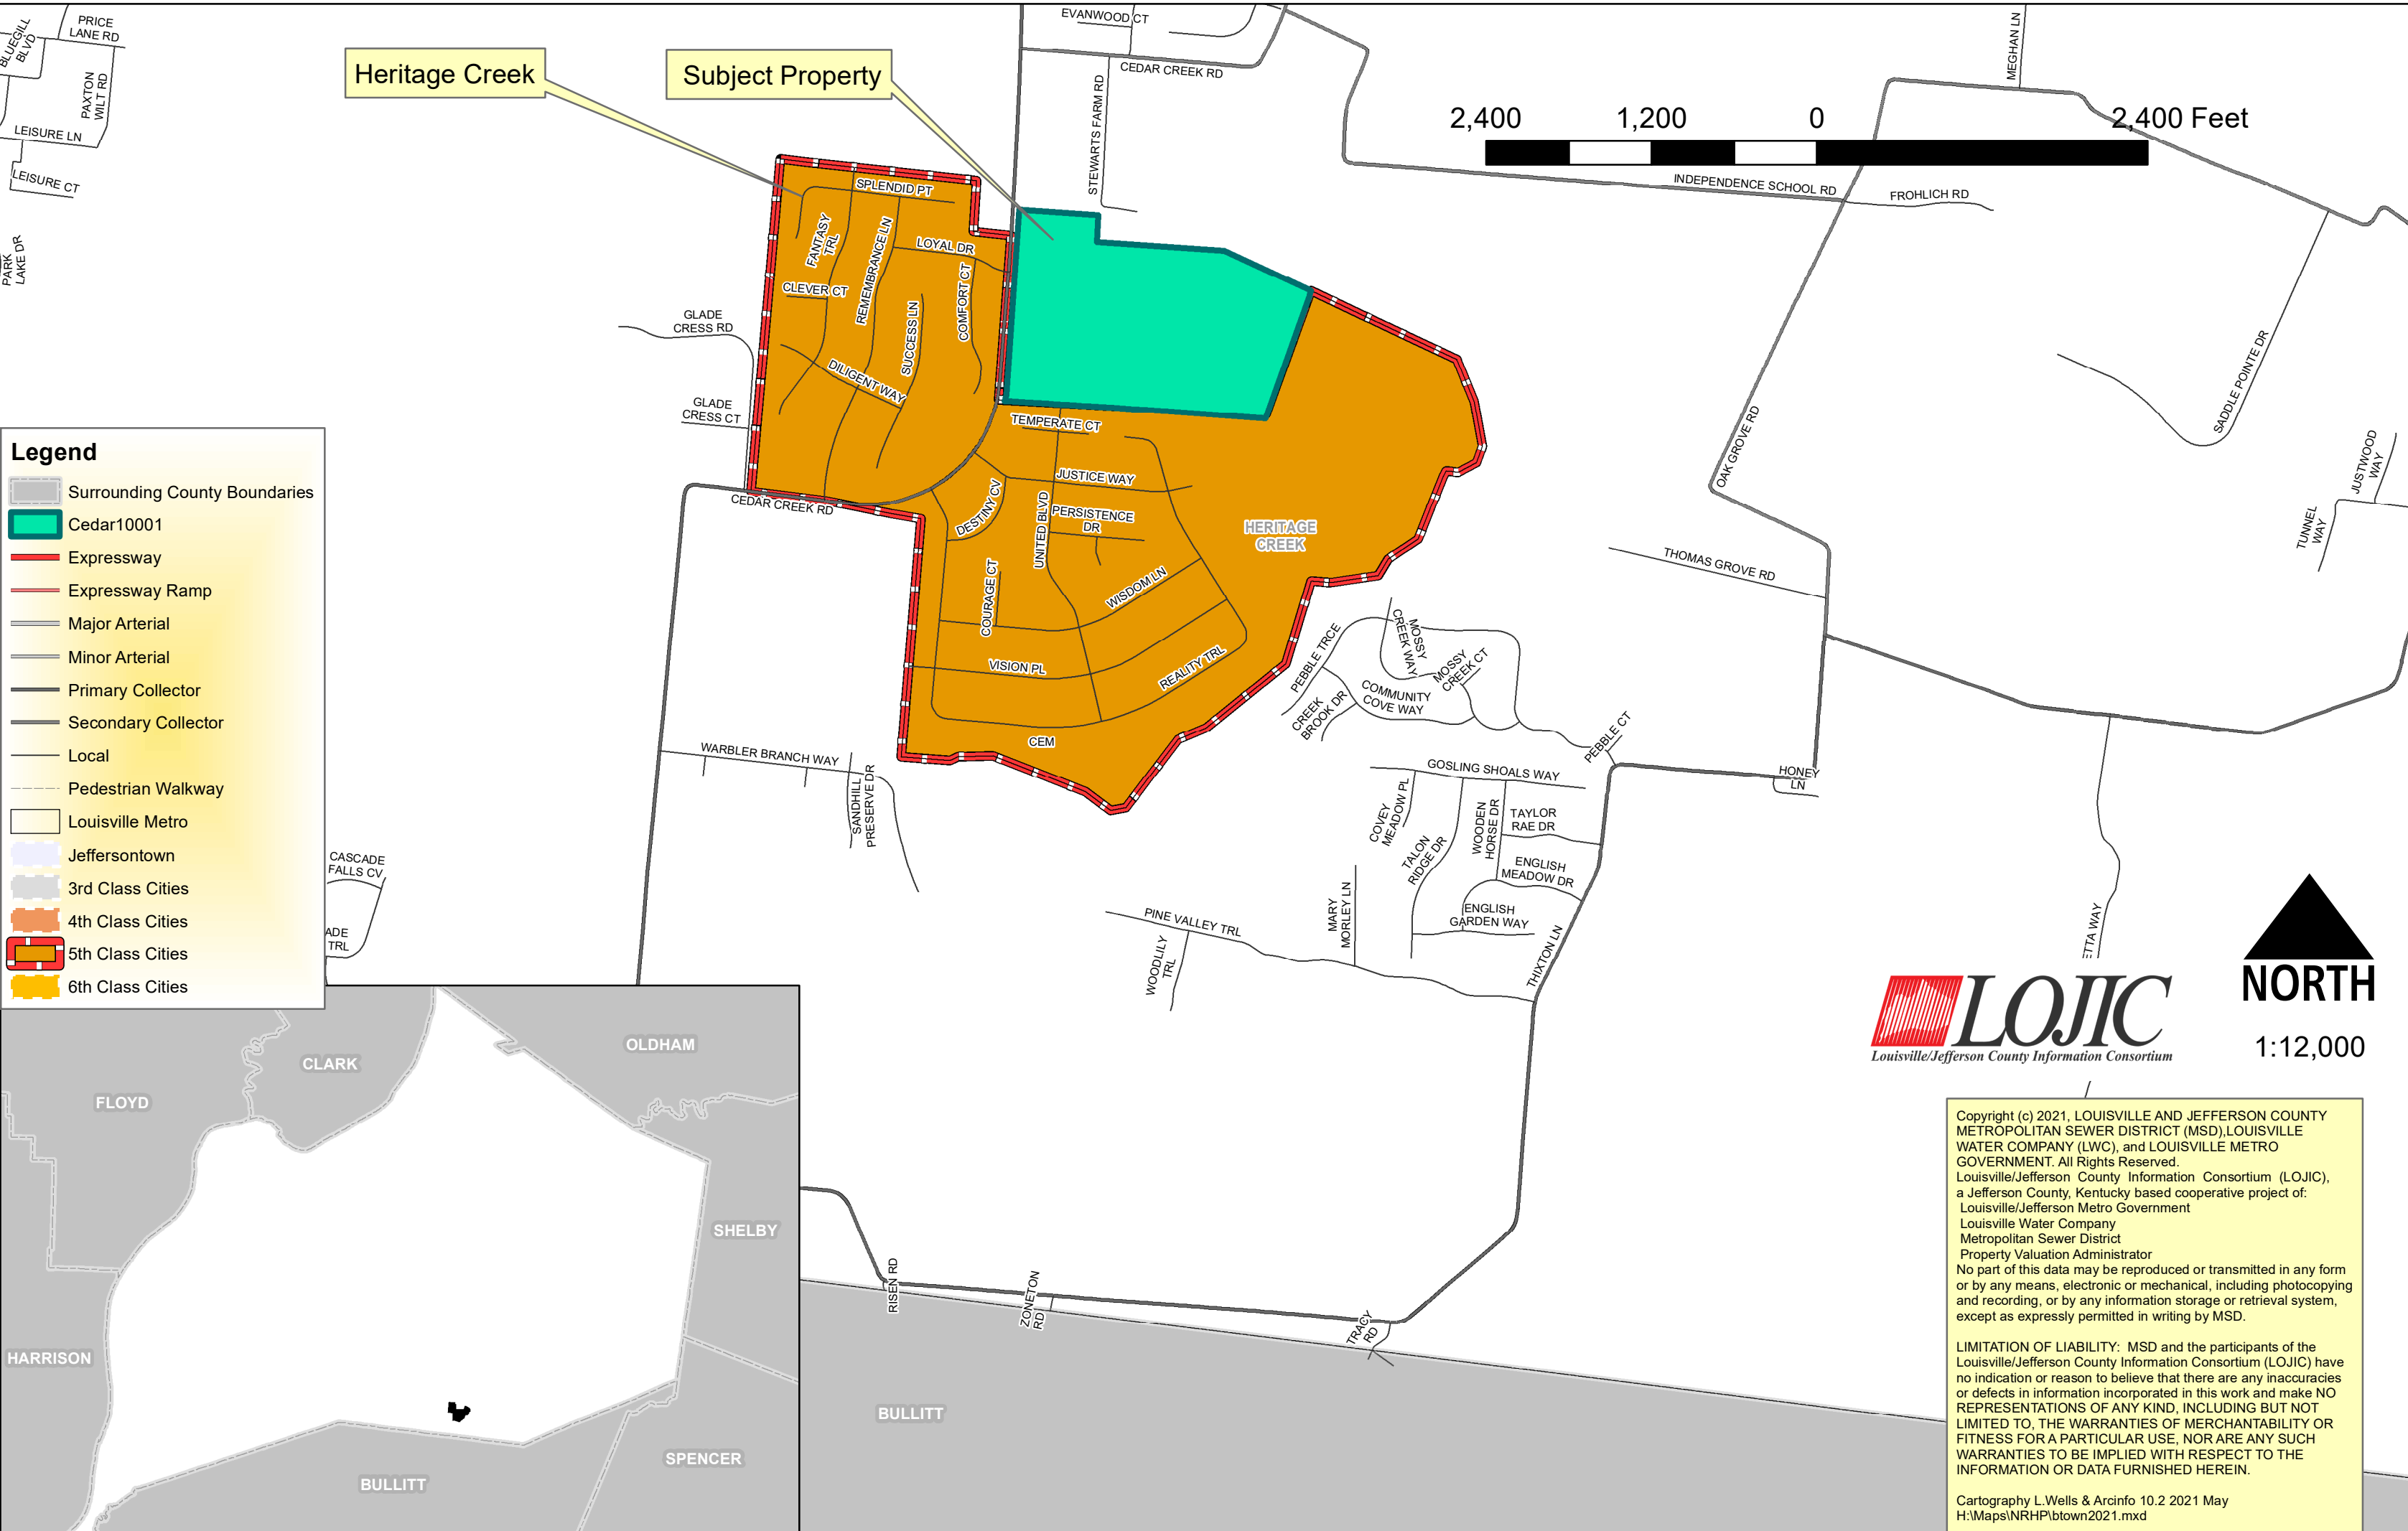 EVANWOOD CT
PRICE
LANE RD
BLUEGILL
BLVD
PAXTON
WILT RD
LEISURE LN
LEISURE CT
PARK
LAKE DR
Heritage Creek
Subject Property
CEDAR CREEK RD
STEWARTS FARM RD
MEGHAN LN
2,400 1,200 0 2,400 Feet
INDEPENDENCE SCHOOL RD
FROHLICH RD
SPLENDID PT
FANTASY
TRL
REMEMBRANCE LN
LOYAL DR
COMFORT CT
CLEVER CT
SUCCESS LN
DILIGENT WAY
GLADE
CRESS RD
GLADE
CRESS CT
TEMPERATE CT
JUSTICE WAY
CEDAR CREEK RD
DESTINY CV
UNITED BLVD
PERSISTENCE
DR
HERITAGE
CREEK
COURAGE CT
WISDOM LN
VISION PL
REALITY TRL
CEM
OAK GROVE RD
SADDLE POINTE DR
JUSTWOOD
WAY
TUNNEL
WAY
THOMAS GROVE RD
PEBBLE TRCE
MOSSY
CREEK WAY
MOSSY
CREEK CT
COMMUNITY
COVE WAY
CREEK
BROOK DR
PEBBLE CT
WARBLER BRANCH WAY
SANDHILL
PRESERVE DR
GOSLING SHOALS WAY
HONEY
LN
COVEY
MEADOW PL
WOODEN
HORSE DR
TAYLOR
RAE DR
TALON
RIDGE DR
ENGLISH
MEADOW DR
ENGLISH
GARDEN WAY
MARY
MORLEY LN
PINE VALLEY TRL
WOODLILY
TRL
THIXTON LN
ETTA WAY
CASCADE
FALLS CV
ADE
TRL
Legend
Surrounding County Boundaries
Cedar10001
Expressway
Expressway Ramp
Major Arterial
Minor Arterial
Primary Collector
Secondary Collector
Local
Pedestrian Walkway
Louisville Metro
Jeffersontown
3rd Class Cities
4th Class Cities
5th Class Cities
6th Class Cities
CLARK
OLDHAM
FLOYD
SHELBY
HARRISON
SPENCER
BULLITT
RISEN RD
ZONETON
RD
TRACY
RD
BULLITT
NORTH
1:12,000
LOJIC
Louisville/Jefferson County Information Consortium
Copyright (c) 2021, LOUISVILLE AND JEFFERSON COUNTY
METROPOLITAN SEWER DISTRICT (MSD),LOUISVILLE
WATER COMPANY (LWC), and LOUISVILLE METRO
GOVERNMENT. All Rights Reserved.
Louisville/Jefferson County Information Consortium (LOJIC),
a Jefferson County, Kentucky based cooperative project of:
Louisville/Jefferson Metro Government
Louisville Water Company
Metropolitan Sewer District
Property Valuation Administrator
No part of this data may be reproduced or transmitted in any form
or by any means, electronic or mechanical, including photocopying
and recording, or by any information storage or retrieval system,
except as expressly permitted in writing by MSD.
LIMITATION OF LIABILITY: MSD and the participants of the
Louisville/Jefferson County Information Consortium (LOJIC) have
no indication or reason to believe that there are any inaccuracies
or defects in information incorporated in this work and make NO
REPRESENTATIONS OF ANY KIND, INCLUDING BUT NOT
LIMITED TO, THE WARRANTIES OF MERCHANTABILITY OR
FITNESS FOR A PARTICULAR USE, NOR ARE ANY SUCH
WARRANTIES TO BE IMPLIED WITH RESPECT TO THE
INFORMATION OR DATA FURNISHED HEREIN.
Cartography L.Wells & Arcinfo 10.2 2021 May
H:\Maps\NRHP\btown2021.mxd